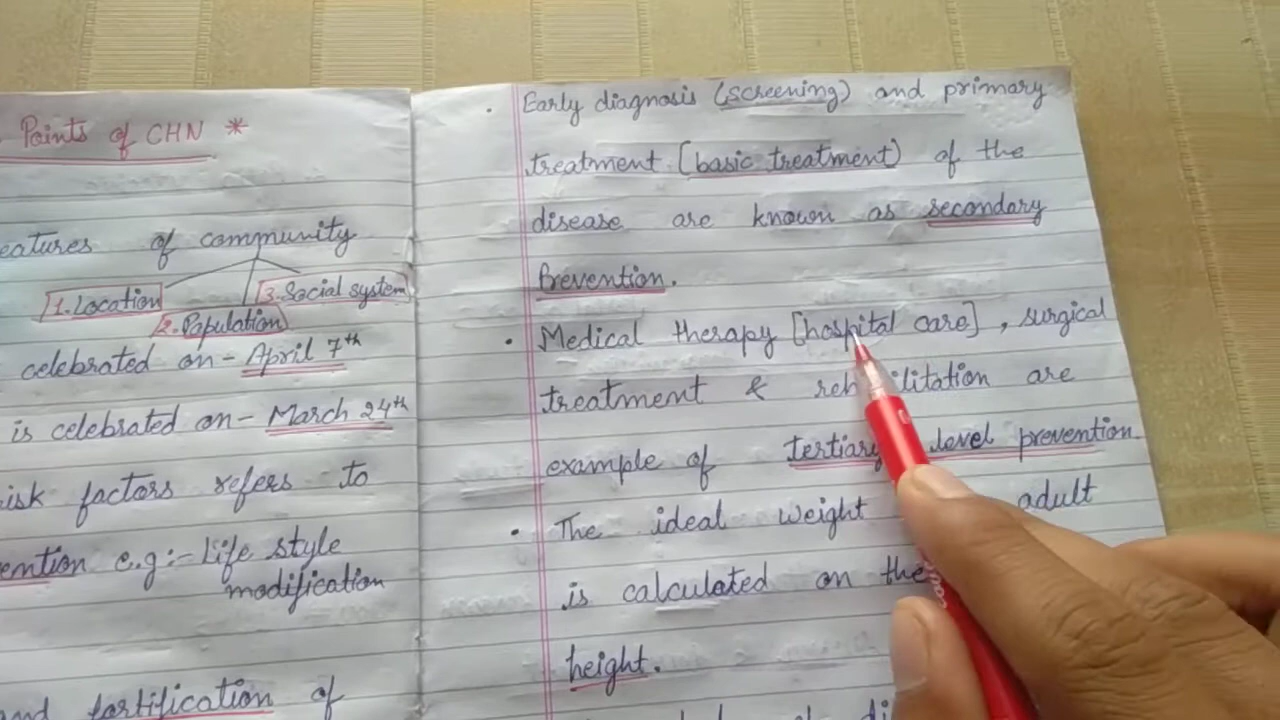 Points of CHN *
eatures of community
1. Location
3. Social system
2. Population
celebrated on - April 7th
is celebrated on - March 24th
isk factors refers to
ention e.g:- Life style
modification
and fortification of
• Early diagnosis (screening) and primary
treatment [basic treatment) of the
disease are known as secondary
Prevention.
• Medical therapy [hospital care], surgical
treatment & rehabilitation are
example of tertiary level prevention.
• The ideal weight adult
is calculated on the
height.